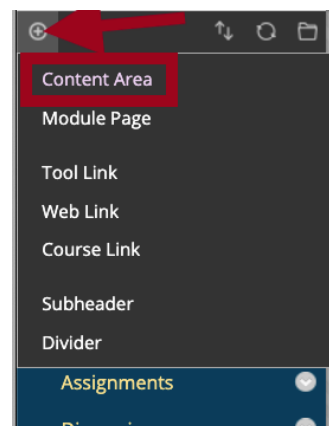 Content Area
Module Page
Tool Link
Web Link
Course Link
Subheader
Divider
Assignments